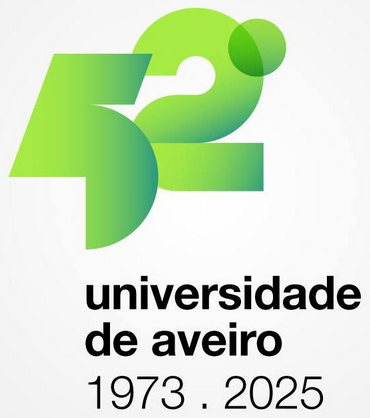 52º
universidade
de aveiro
1973 . 2025